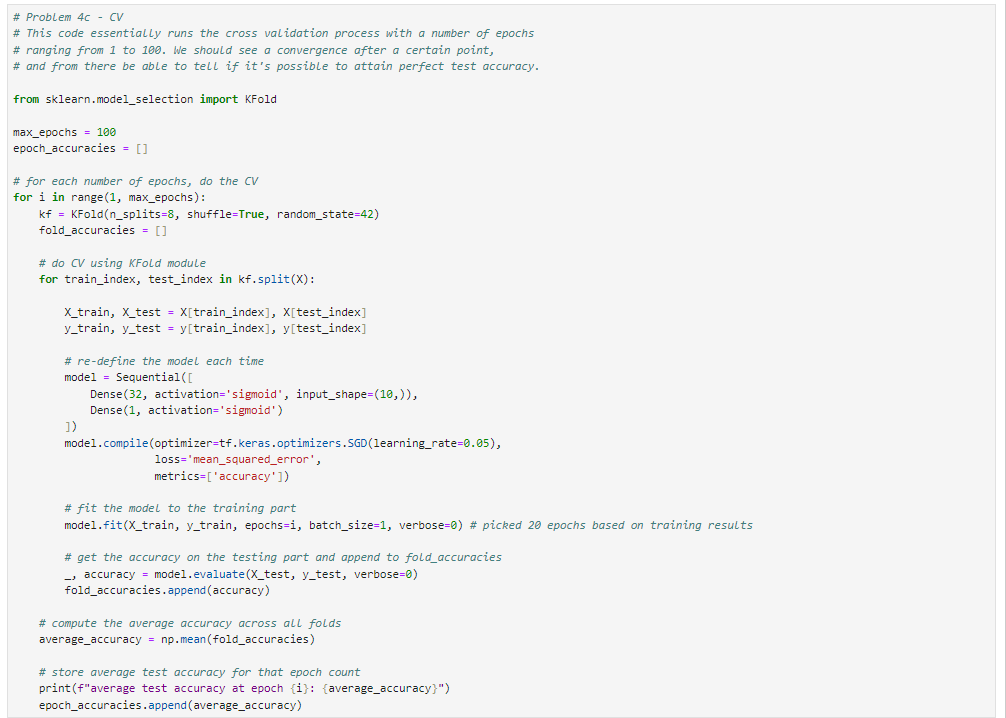 # Problem 4c - CV
# This code essentially runs the cross validation process with a number of epochs
# ranging from 1 to 100. We should see a convergence after a certain point,
# and from there be able to tell if it's possible to attain perfect test accuracy.
from sklearn.model_selection import KFold
max_epochs = 100
epoch_accuracies = []
# for each number of epochs, do the CV
for i in range(1, max_epochs):
    kf = KFold(n_splits=8, shuffle=True, random_state=42)
    fold_accuracies = []
    # do CV using KFold module
    for train_index, test_index in kf.split(X):
        X_train, X_test = X[train_index], X[test_index]
        y_train, y_test = y[train_index], y[test_index]
        # re-define the model each time
        model = Sequential([
            Dense(32, activation='sigmoid', input_shape=(10,)),
            Dense(1, activation='sigmoid')
        ])
        model.compile(optimizer=tf.keras.optimizers.SGD(learning_rate=0.05),
                      loss='mean_squared_error',
                      metrics=['accuracy'])
        # fit the model to the training part
        model.fit(X_train, y_train, epochs=i, batch_size=1, verbose=0) # picked 20 epochs based on training results
        # get the accuracy on the testing part and append to fold_accuracies
        _, accuracy = model.evaluate(X_test, y_test, verbose=0)
        fold_accuracies.append(accuracy)
    # compute the average accuracy across all folds
    average_accuracy = np.mean(fold_accuracies)
    # store average test accuracy for that epoch count
    print(f"average test accuracy at epoch {i}: {average_accuracy}")
    epoch_accuracies.append(average_accuracy)